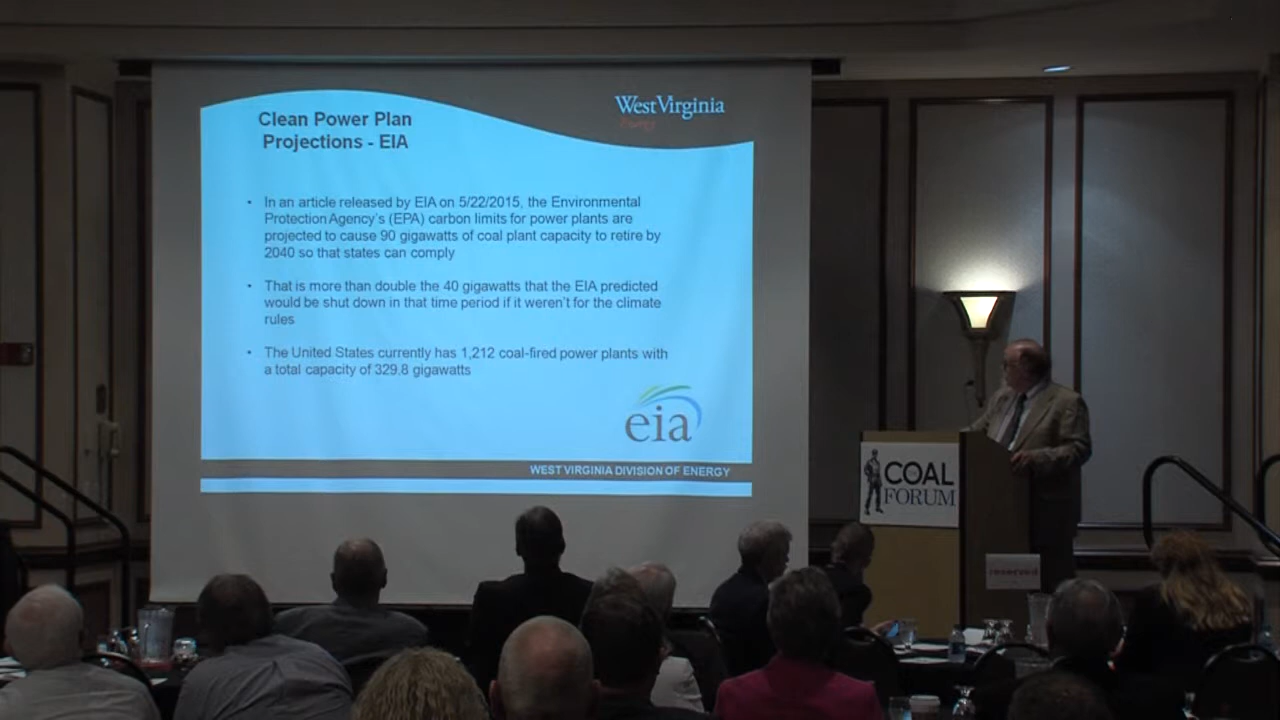 Clean Power Plan
Projections - EIA
West Virginia
Energy
• In an article released by EIA on 5/22/2015, the Environmental
Protection Agency's (EPA) carbon limits for power plants are
projected to cause 90 gigawatts of coal plant capacity to retire by
2040 so that states can comply
• That is more than double the 40 gigawatts that the EIA predicted
would be shut down in that time period if it weren't for the climate
rules
• The United States currently has 1,212 coal-fired power plants with
a total capacity of 329.8 gigawatts
eia
WEST VIRGINIA DIVISION OF ENERGY
COAL
FORUM
reserved